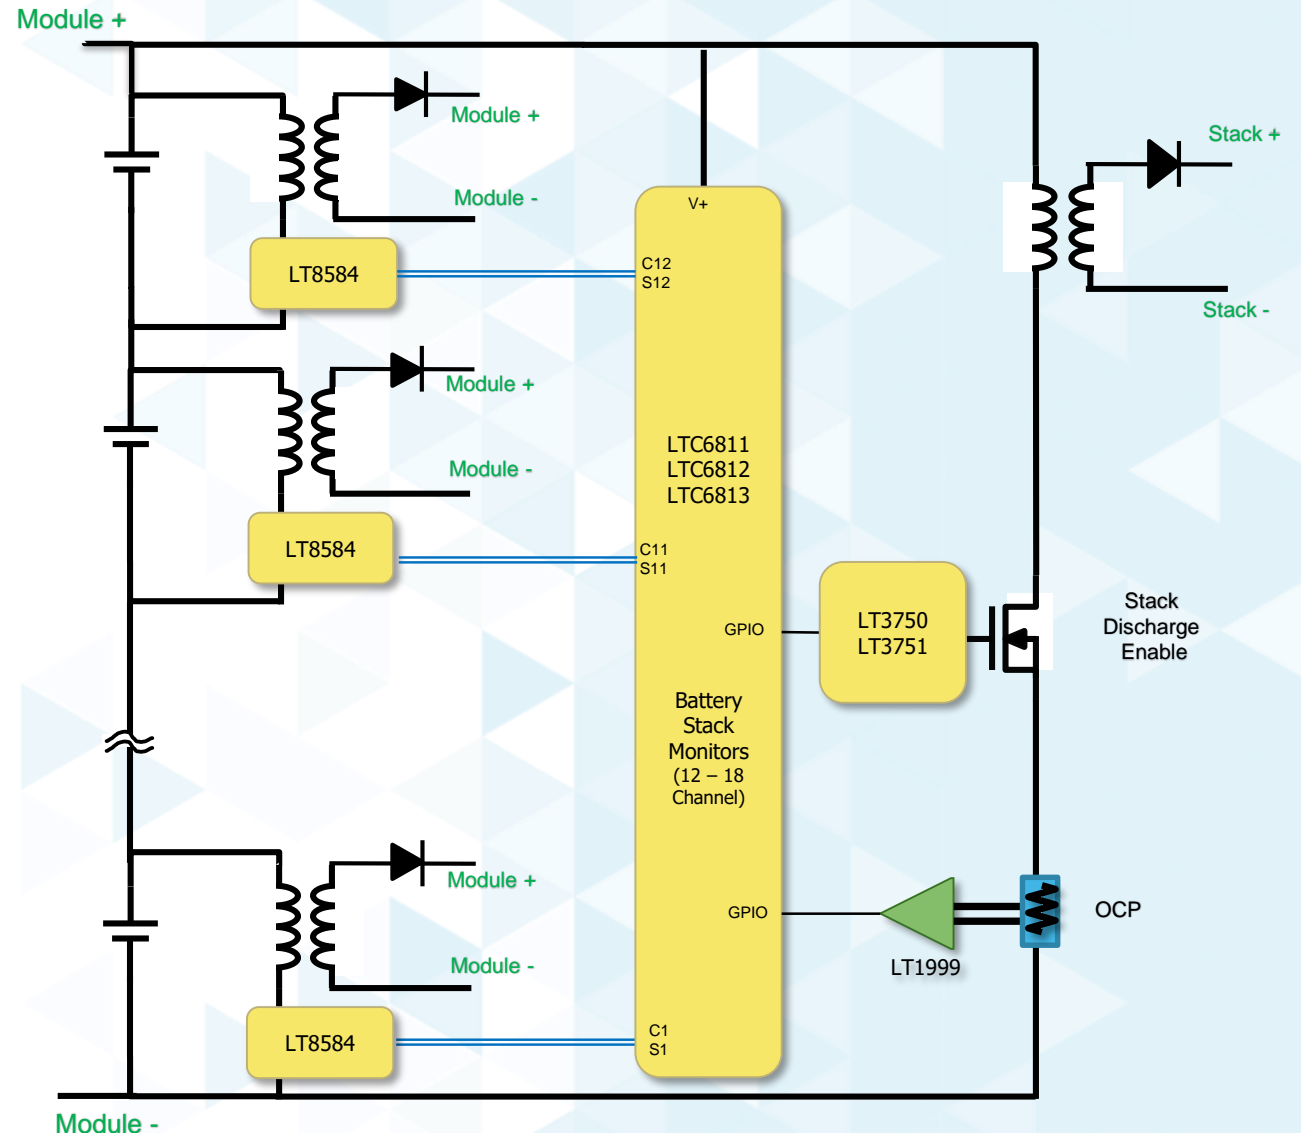 Module +
Module +
Module -
Stack +
Stack -
V+
LT8584
C12
S12
Module +
Module -
LTC6811
LTC6812
LTC6813
LT8584
C11
S11
GPIO
LT3750
LT3751
Stack
Discharge
Enable
Battery
Stack
Monitors
(12 – 18
Channel)
Module +
Module -
GPIO
LT1999
OCP
LT8584
C1
S1
Module -